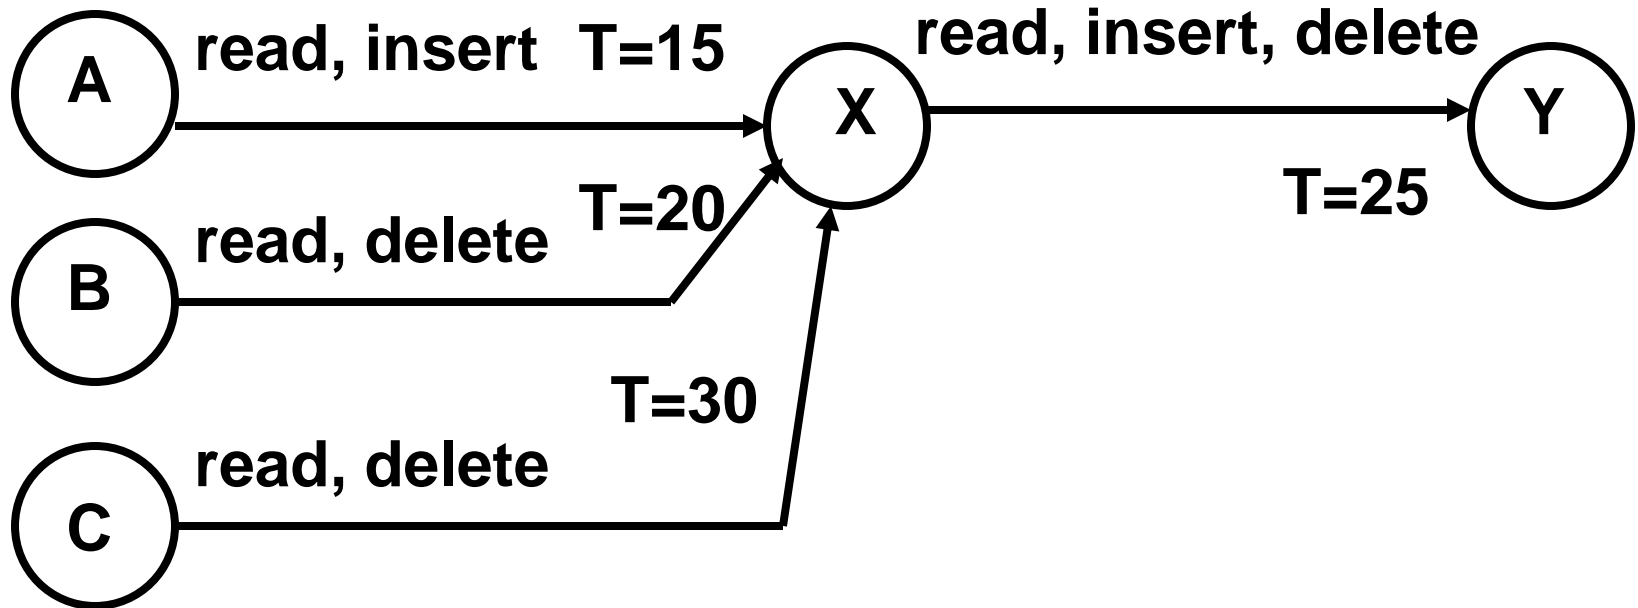 A
read, insert T=15
X
read, insert, delete
Y
T=25
B
read, delete
T=20
T=30
C
read, delete